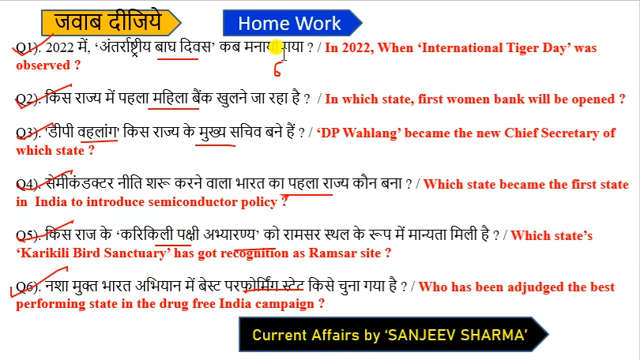 जवाब दीजिये
Home Work
Q1). 2022 में, ‘अंतर्राष्ट्रीय बाघ दिवस’ कब मनाया गया? / In 2022, When ‘International Tiger Day’ was
observed ?
6
Q2). किस राज्य में पहला महिला बैंक खुलने जा रहा है ? / In which state, first women bank will be opened ?
Q3). 'डीपी वहलांग' किस राज्य के मुख्य सचिव बने हैं ? / ‘DP Wahlang’ became the new Chief Secretary of
which state ?
Q4). सेमीकंडक्टर नीति शरू करने वाला भारत का पहला राज्य कौन बना ? / Which state became the first state
in India to introduce semiconductor policy ?
Q5). किस राज के ‘करिकिली पक्षी अभ्यारण्य’ को रामसर स्थल के रूप में मान्यता मिली है ? / Which state’s
‘Karikili Bird Sanctuary’ has got recognition as Ramsar site ?
Q6). नशा मुक्त भारत अभियान में बेस्ट परफोर्मिंग स्टेट किसे चुना गया है ? / Who has been adjudged the best
performing state in the drug free India campaign ?
Current Affairs by ‘SANJEEV SHARMA’